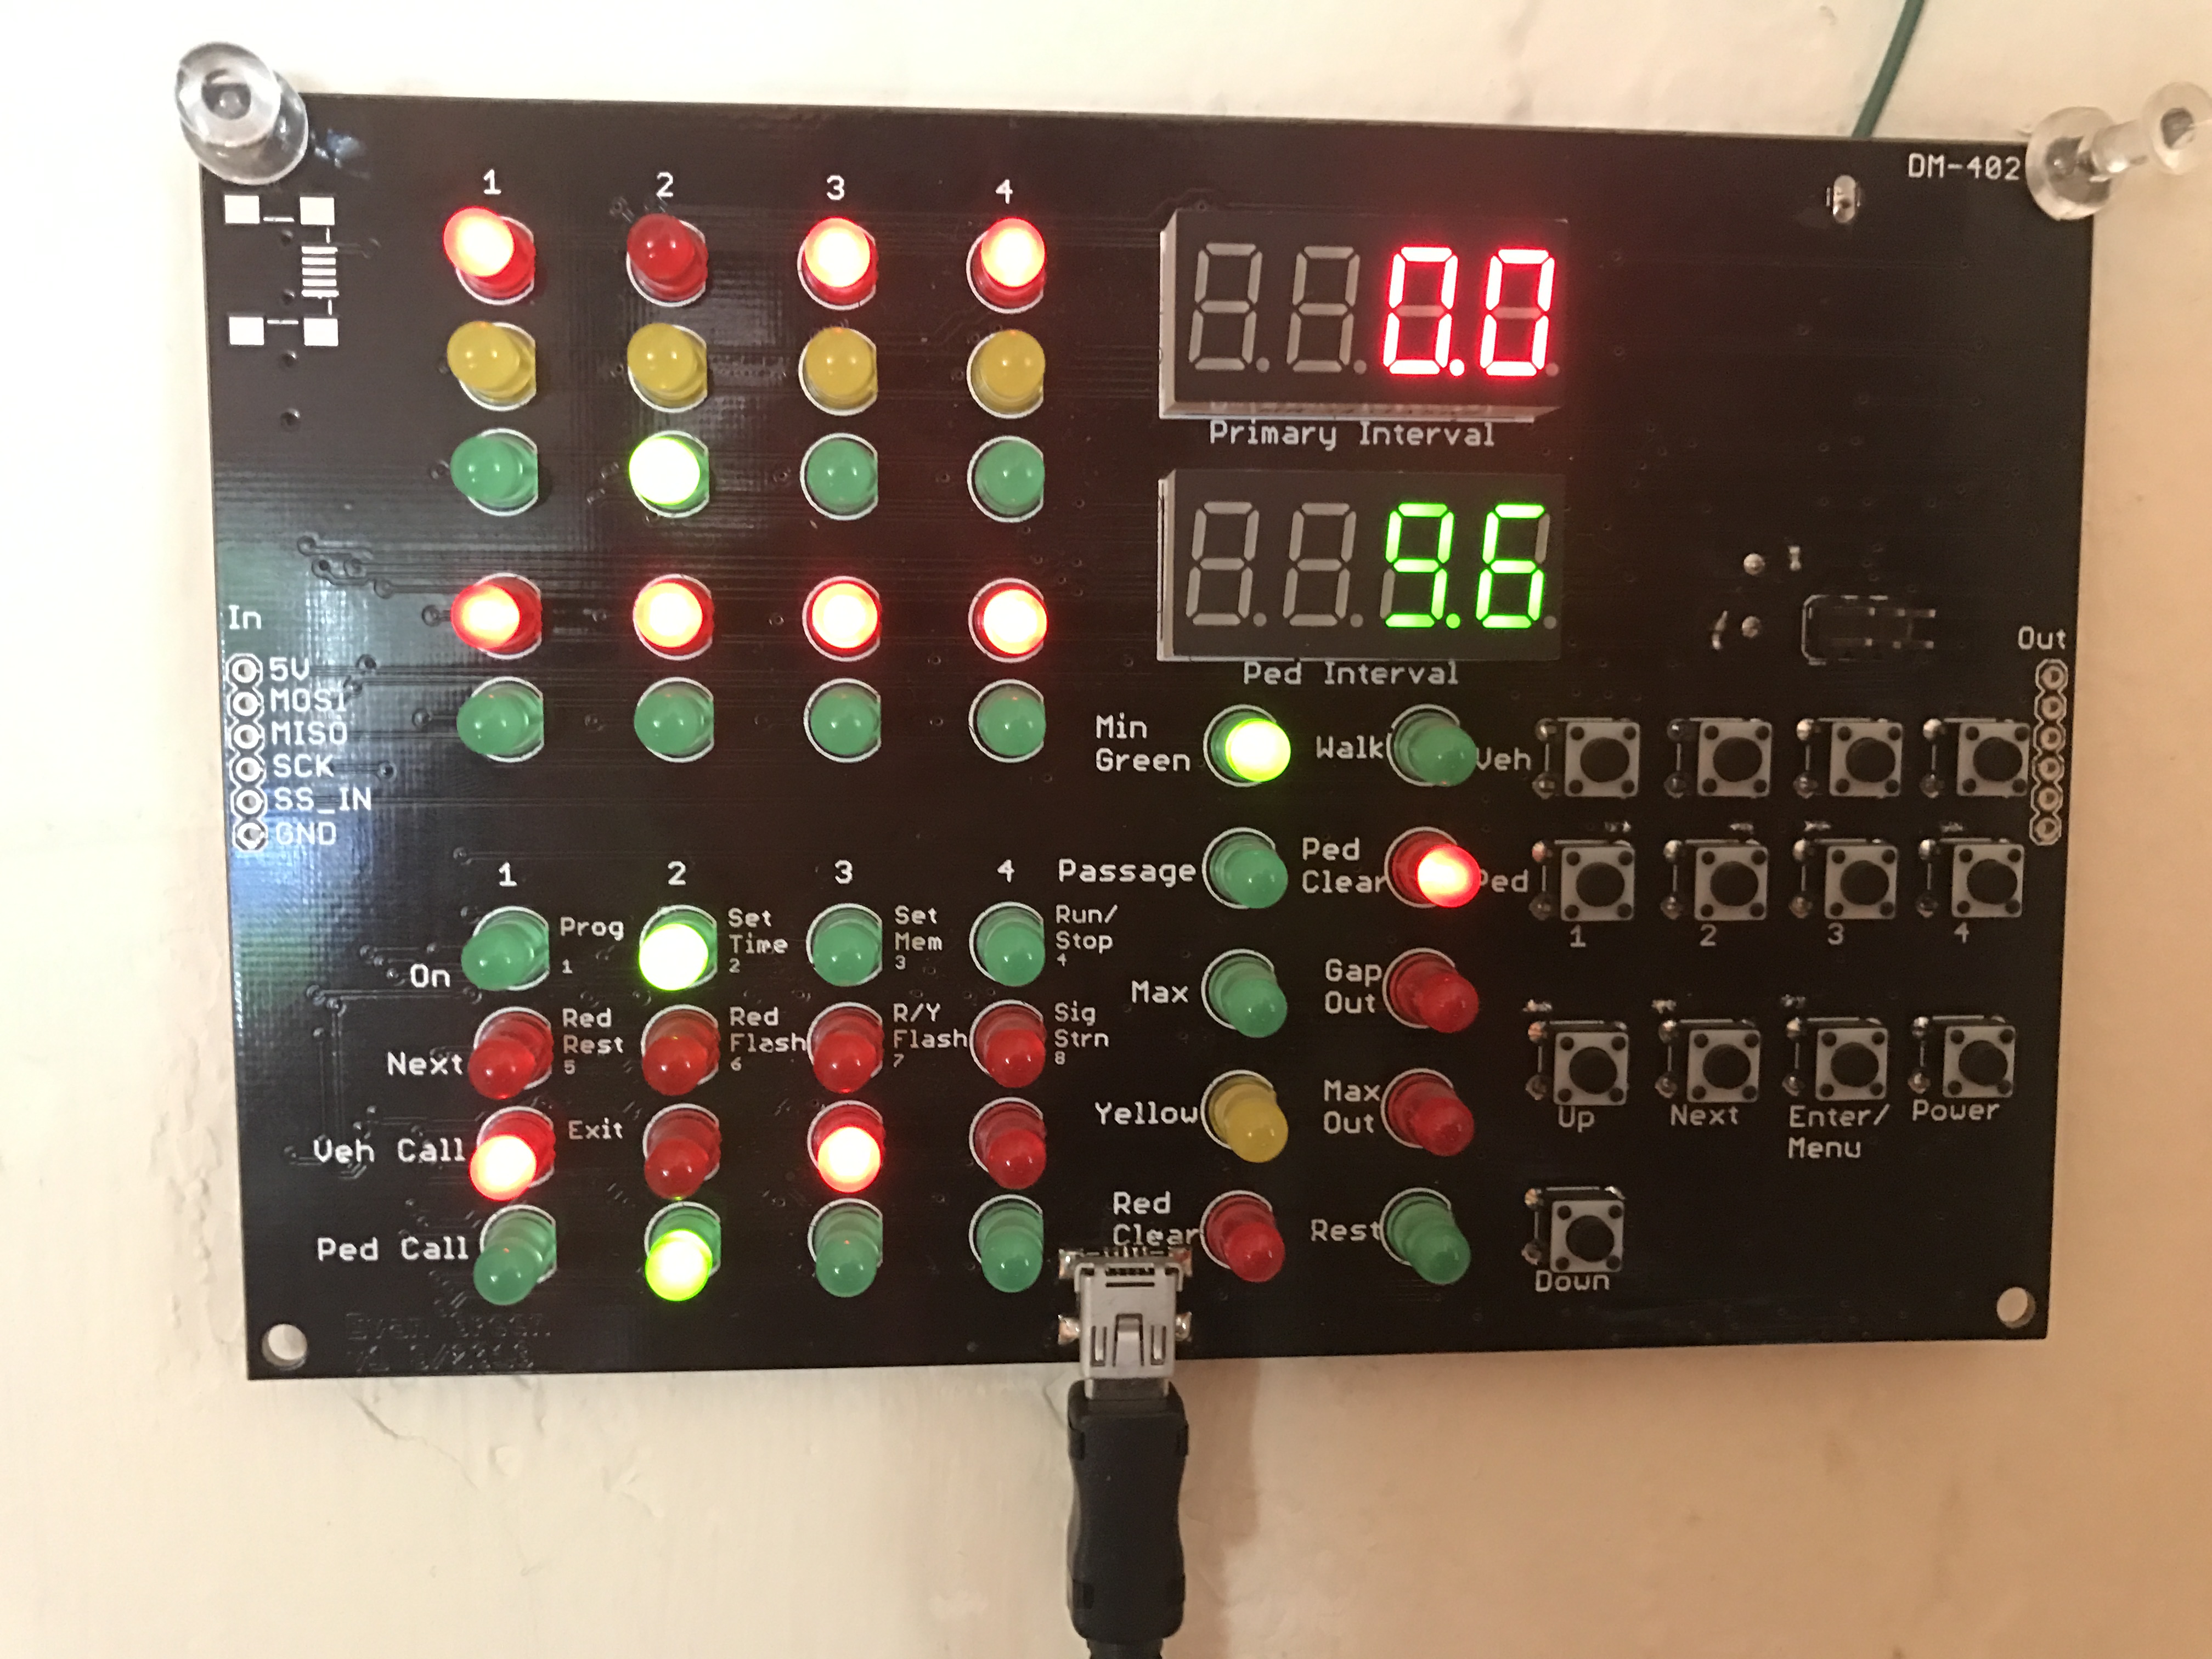 DM-402
1 2 3 4
0.0
Primary Interval
9.6
Ped Interval
In
5V
MOSI
MISO
SCK
SS_IN
GND
Out
Min
Green
Walk
Veh
Passage
Ped
Clear
Ped
1 2 3 4
1 2 3 4
On
Prog
1
Set
Time
2
Set
Mem
3
Run/
Stop
4
Max
Gap
Out
Next
Red
Rest
5
Red
Flash
6
R/Y
Flash
7
Sig
Strn
8
Yellow
Max
Out
Up
Next
Enter/
Menu
Power
Veh Call
Exit
Ped Call
Red
Clear
Rest
Down
Evan Green